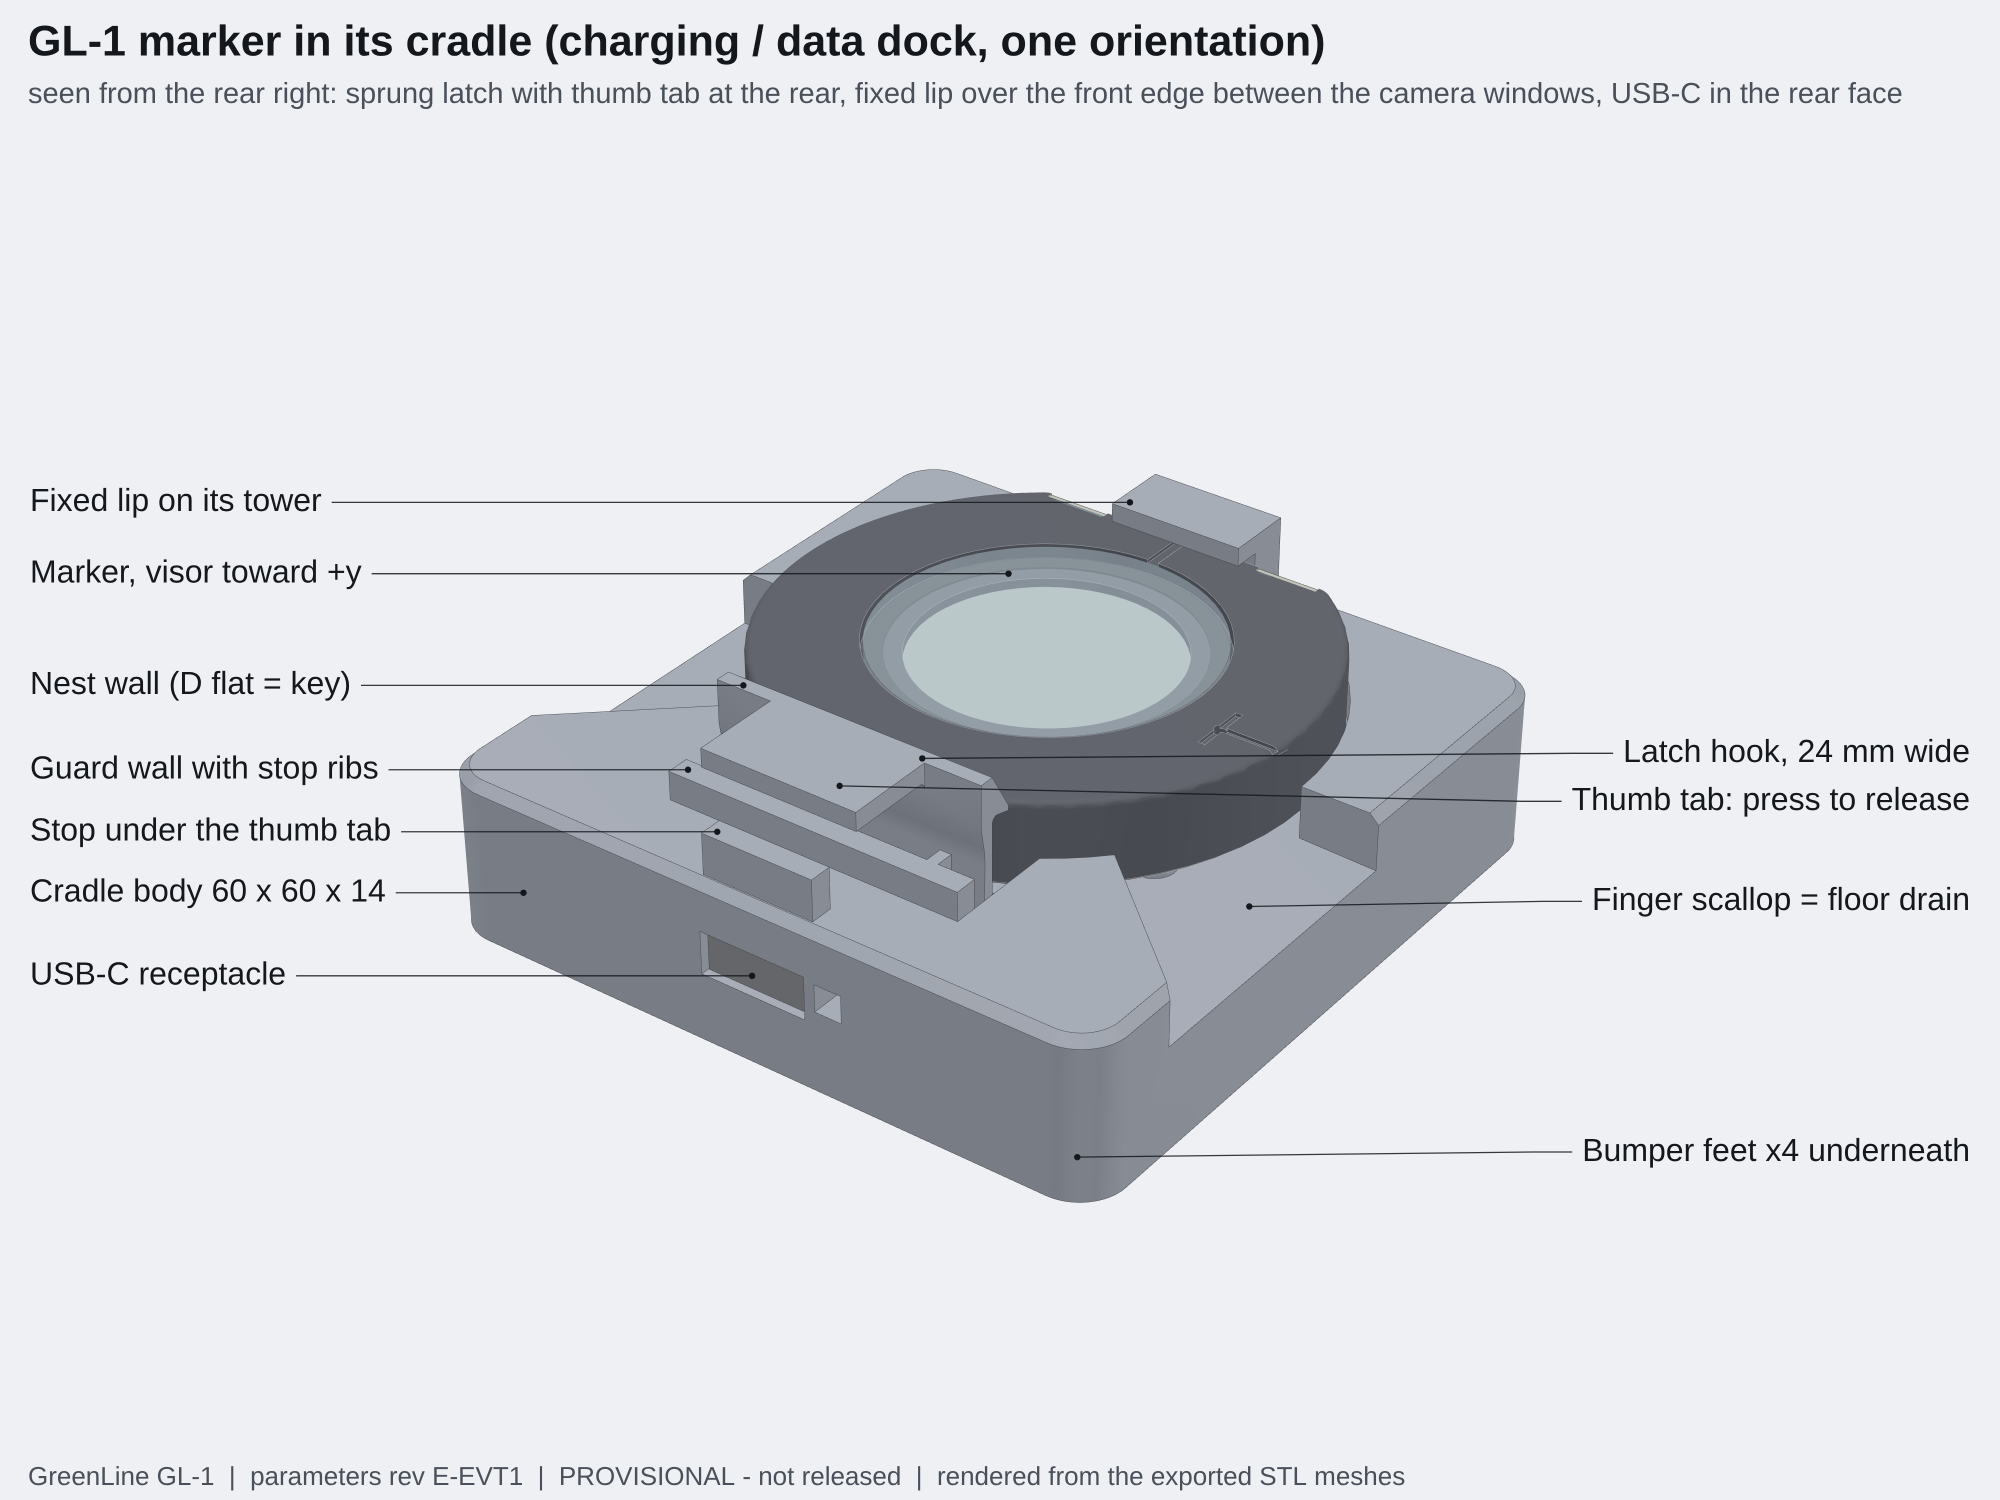 GL-1 marker in its cradle (charging / data dock, one orientation)
seen from the rear right: sprung latch with thumb tab at the rear, fixed lip over the front edge between the camera windows, USB-C in the rear face
Fixed lip on its tower
Marker, visor toward +y
Nest wall (D flat = key)
Guard wall with stop ribs
Stop under the thumb tab
Cradle body 60 x 60 x 14
USB-C receptacle
Latch hook, 24 mm wide
Thumb tab: press to release
Finger scallop = floor drain
Bumper feet x4 underneath
GreenLine GL-1 | parameters rev E-EVT1 | PROVISIONAL - not released | rendered from the exported STL meshes